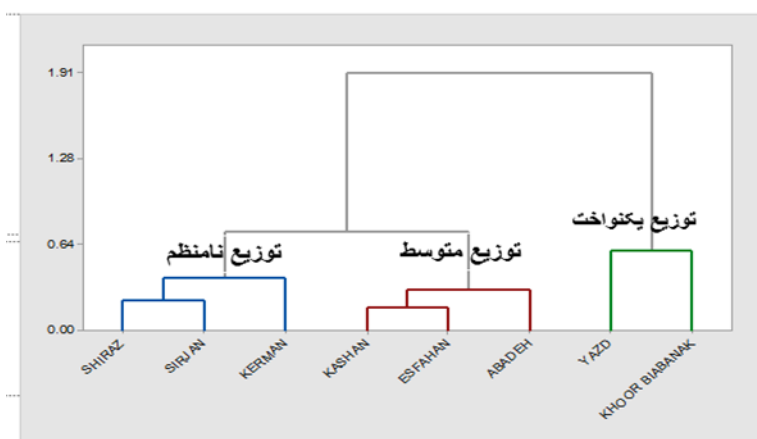 1.91
1.28
0.64
0.00
توزیع نامنظم
توزیع متوسط
توزیع یکنواخت
SHIRAZ
SIRJAN
KERMAN
KASHAN
ESFAHAN
ABADEH
YAZD
KHOOR BIABANAK